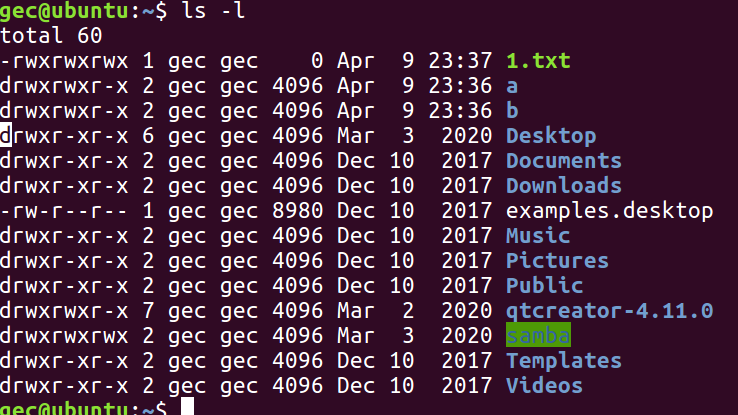 gec@ubuntu:~$ ls -l
total 60
-rwxrwxrwx 1 gec gec    0 Apr  9 23:37 1.txt
drwxrwxr-x 2 gec gec 4096 Apr  9 23:36 a
drwxrwxr-x 2 gec gec 4096 Apr  9 23:36 b
drwxr-xr-x 6 gec gec 4096 Mar  3  2020 Desktop
drwxr-xr-x 2 gec gec 4096 Dec 10  2017 Documents
drwxr-xr-x 2 gec gec 4096 Dec 10  2017 Downloads
-rw-r--r-- 1 gec gec 8980 Dec 10  2017 examples.desktop
drwxr-xr-x 2 gec gec 4096 Dec 10  2017 Music
drwxr-xr-x 2 gec gec 4096 Dec 10  2017 Pictures
drwxr-xr-x 2 gec gec 4096 Dec 10  2017 Public
drwxrwxr-x 7 gec gec 4096 Mar  2  2020 qtcreator-4.11.0
drwxrwxrwx 2 gec gec 4096 Mar  3  2020 samba
drwxr-xr-x 2 gec gec 4096 Dec 10  2017 Templates
drwxr-xr-x 2 gec gec 4096 Dec 10  2017 Videos
gec@ubuntu:~$